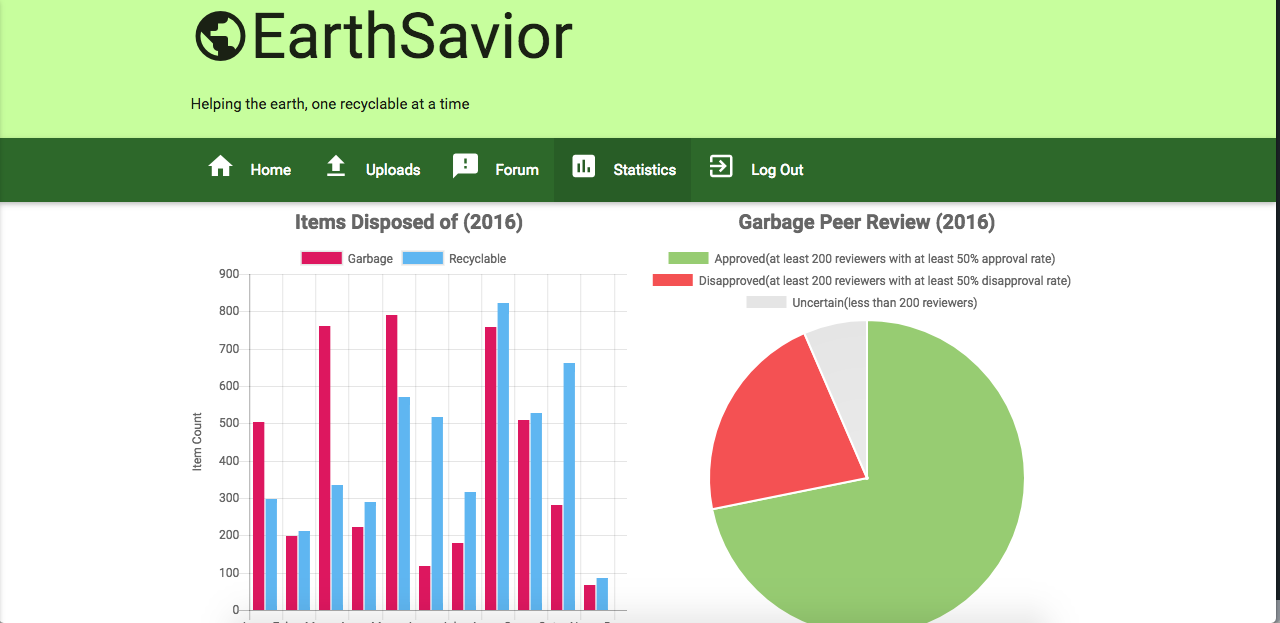 EarthSavior
Helping the earth, one recyclable at a time
Home Uploads Forum Statistics Log Out
Items Disposed of (2016)
Garbage Recyclable
900
800
700
600
500
400
300
200
100
0
Item Count
Garbage Peer Review (2016)
Approved(at least 200 reviewers with at least 50% approval rate)
Disapproved(at least 200 reviewers with at least 50% disapproval rate)
Uncertain(less than 200 reviewers)